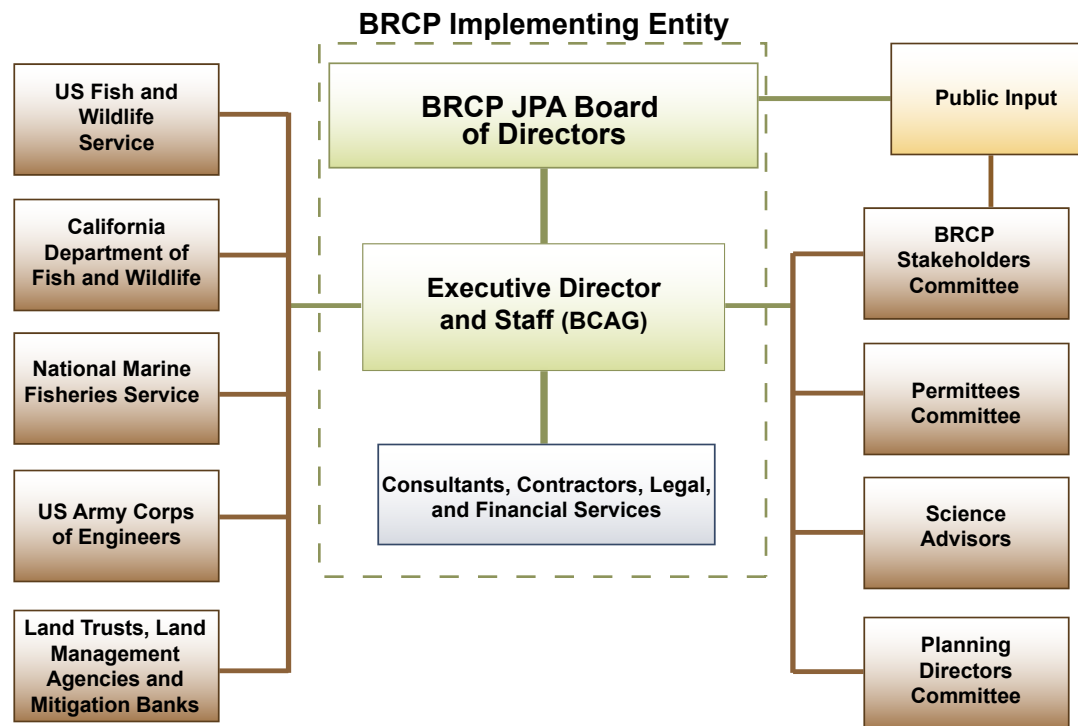 BRCP Implementing Entity
US Fish and
Wildlife
Service
California
Department of
Fish and Wildlife
National Marine
Fisheries Service
US Army Corps
of Engineers
Land Trusts, Land
Management
Agencies and
Mitigation Banks
BRCP JPA Board
of Directors
Executive Director
and Staff (BCAG)
Consultants, Contractors, Legal,
and Financial Services
Public Input
BRCP
Stakeholders
Committee
Permittees
Committee
Science
Advisors
Planning
Directors
Committee